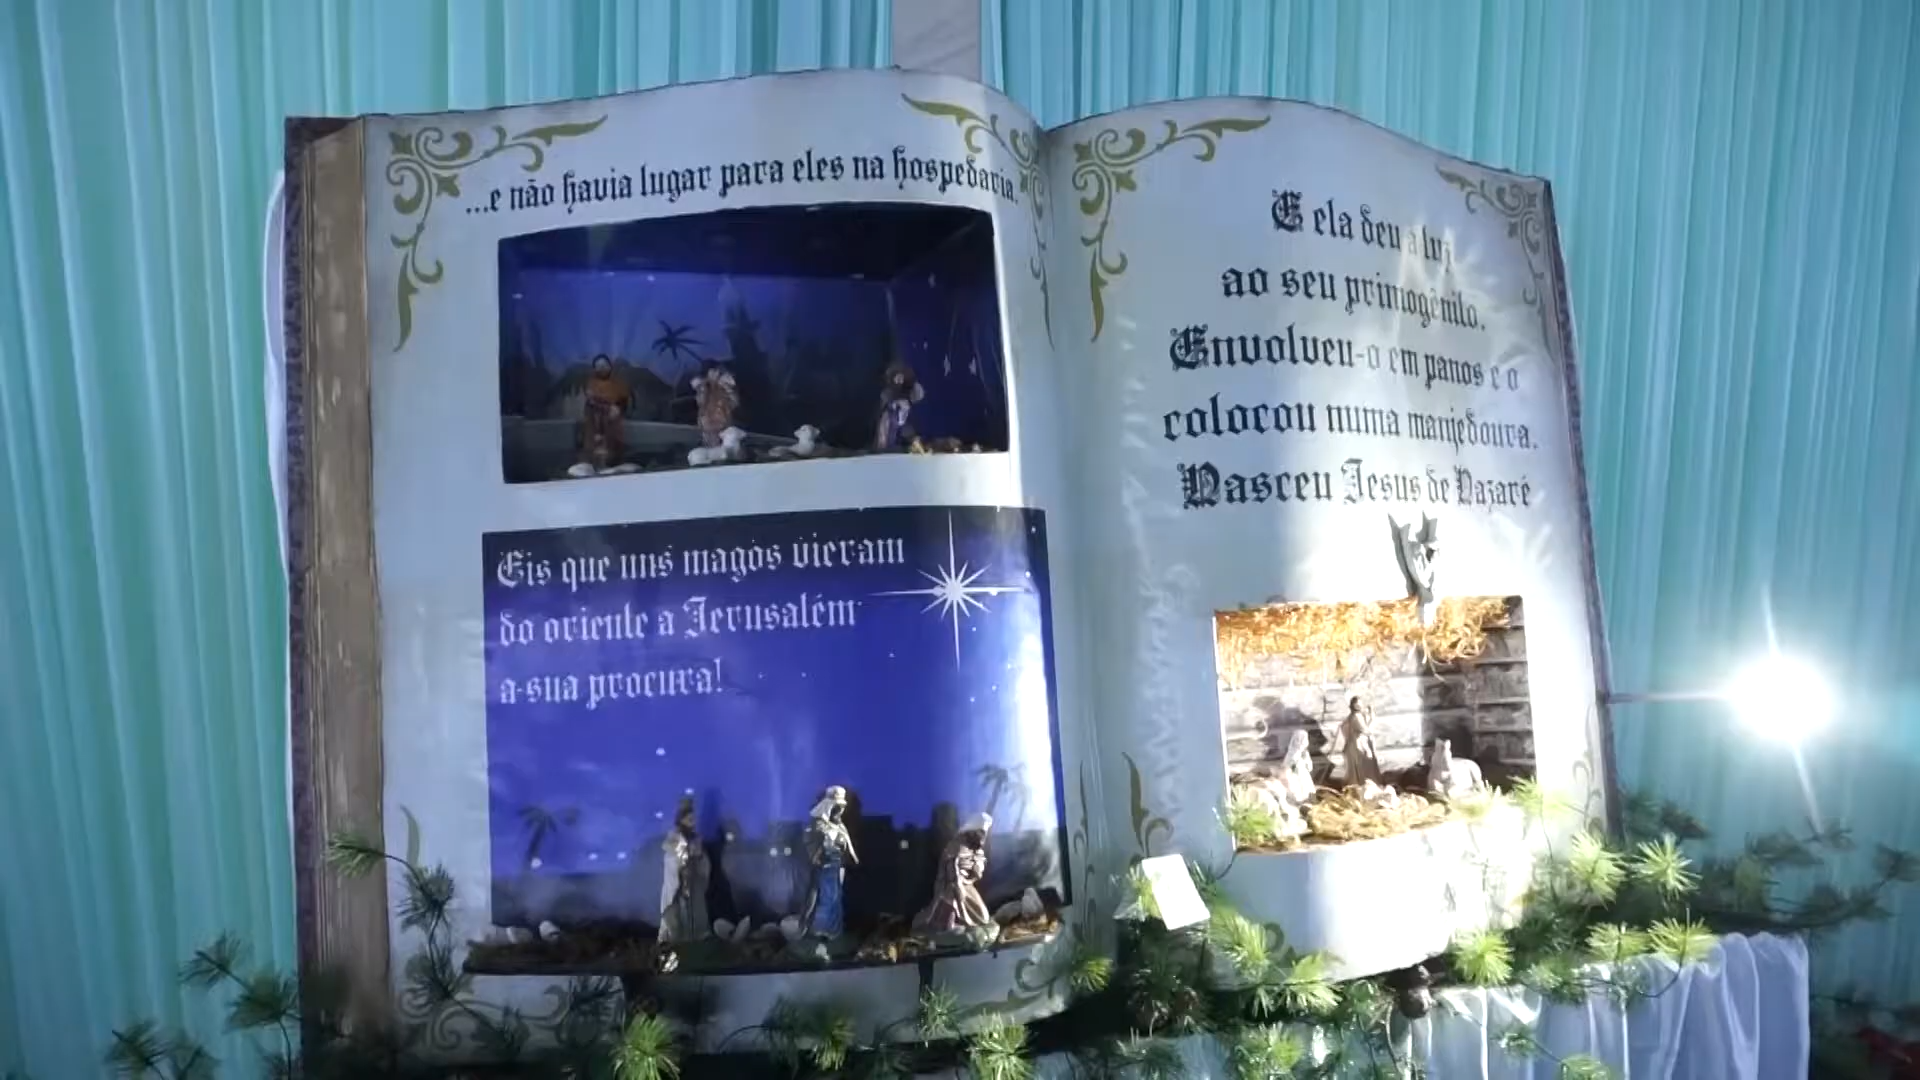 ...e não havia lugar para eles na hospedaria.
Eis que uns magos vieram
do oriente a Jerusalém
a sua procura!
E ela deu à luz
ao seu primogênito.
Envolveu-o em panos e o
colocou numa manjedoura.
Nasceu Jesus de Nazaré